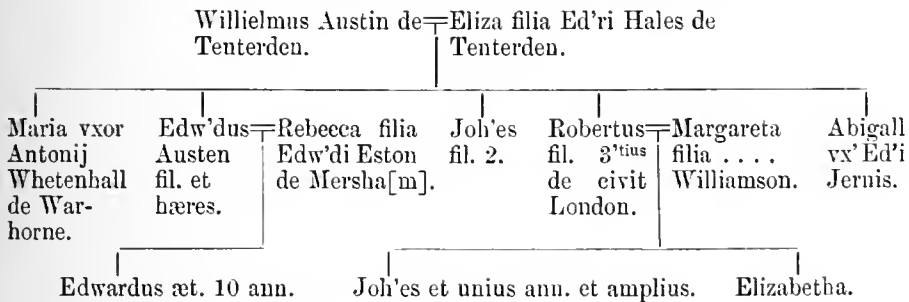 Willielmus Austin de Eliza filia Ed'ri Hales de
Tenterden. Tenterden.
Maria vxor Edw'dus Rebecca filia Joh'es Robertus Margareta Abigall
Antonij Austen Edw'di Eston fil. 2. fil. 3'tius filia .... vx' Ed'i
Whetenhall fil. et de Mersha[m]. de civit Williamson. Jernis.
de War- hæres. London.
horne.
Edwardus æt. 10 ann. Joh'es et unius ann. et amplius. Elizabetha.